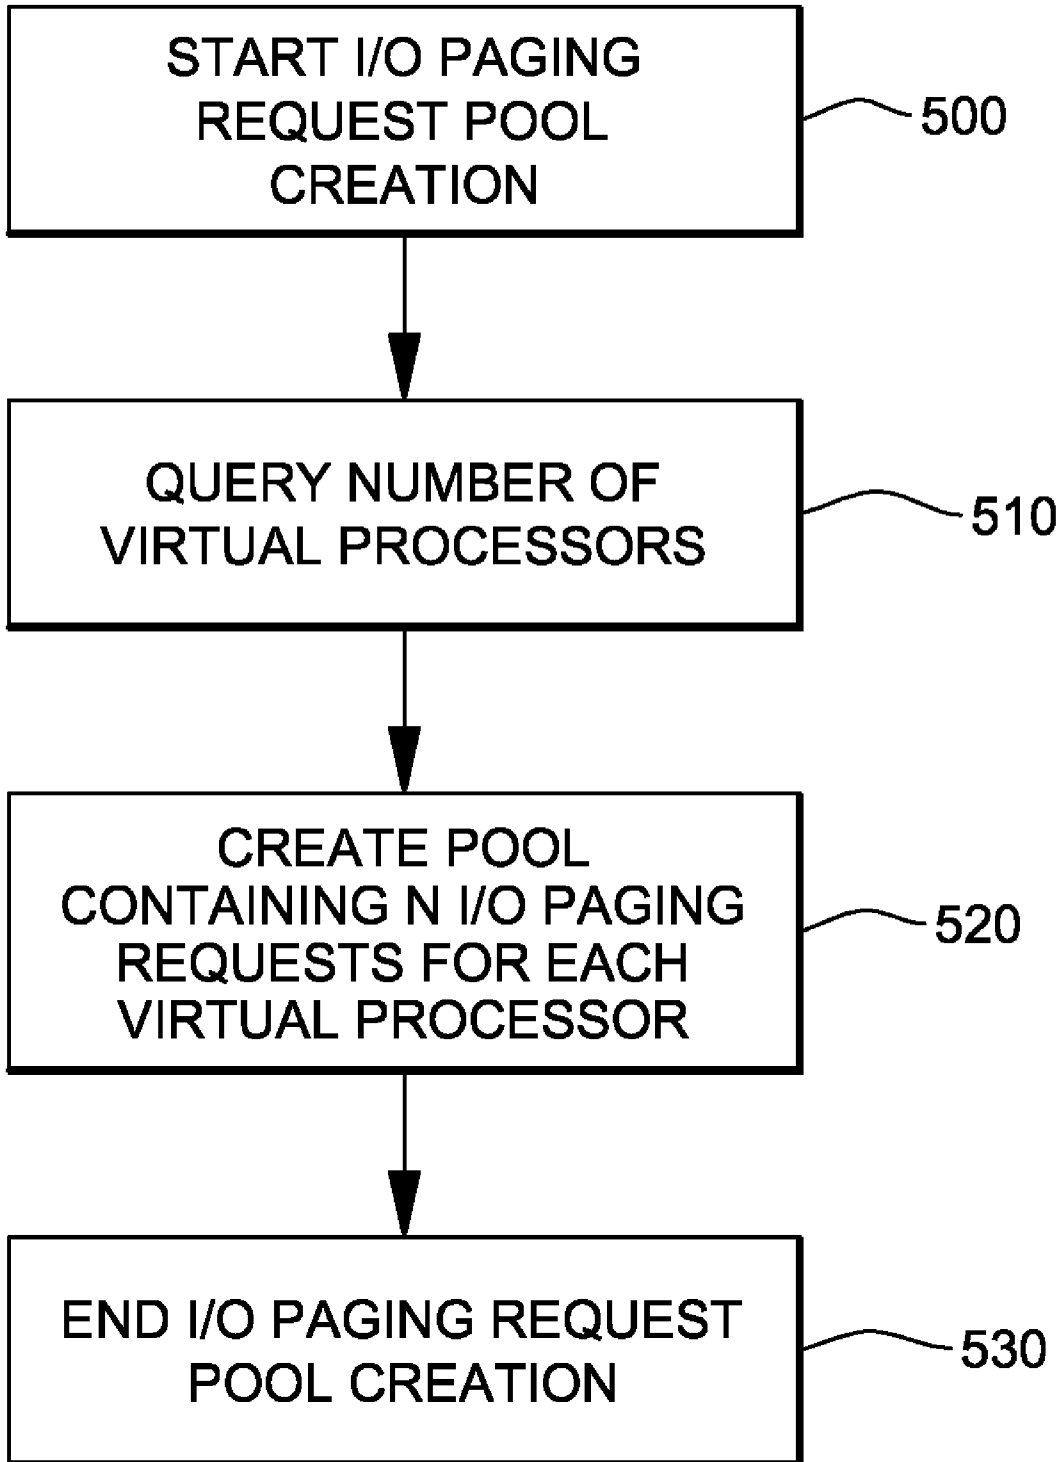 START I/O PAGING
REQUEST POOL
CREATION
500
QUERY NUMBER OF
VIRTUAL PROCESSORS
510
CREATE POOL
CONTAINING N I/O PAGING
REQUESTS FOR EACH
VIRTUAL PROCESSOR
520
END I/O PAGING REQUEST
POOL CREATION
530